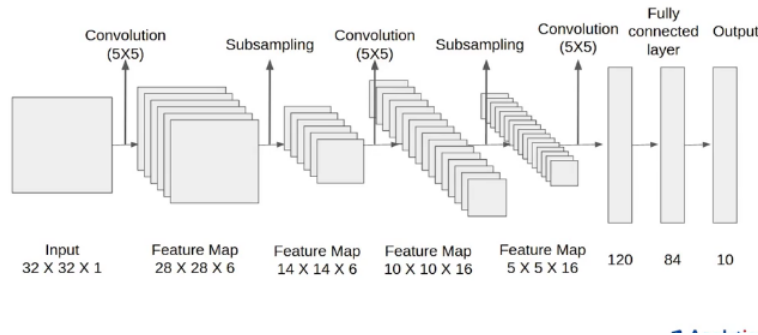 Convolution
(5X5)
Subsampling
Convolution
(5X5)
Subsampling
Convolution
(5X5)
Fully
connected
layer
Output
Input
32 X 32 X 1
Feature Map
28 X 28 X 6
Feature Map
14 X 14 X 6
Feature Map
10 X 10 X 16
Feature Map
5 X 5 X 16
120
84
10